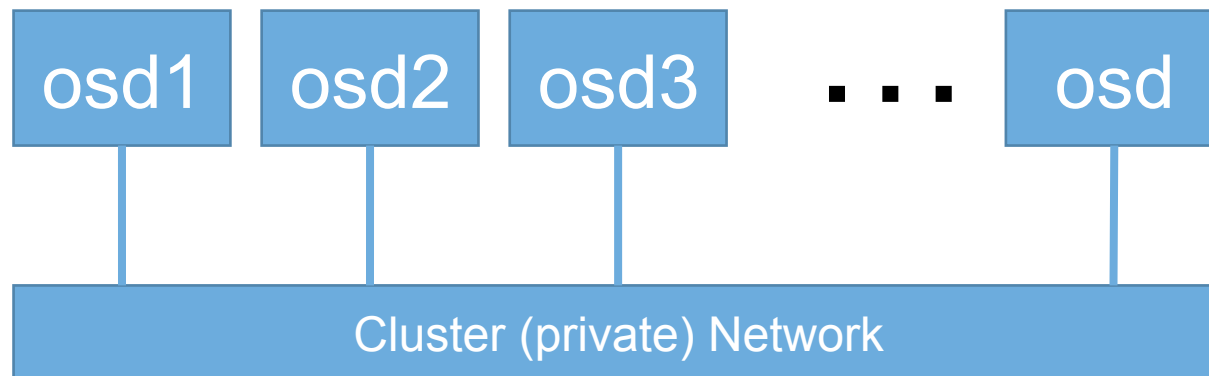 osd1 osd2 osd3 . . . osd
Cluster (private) Network